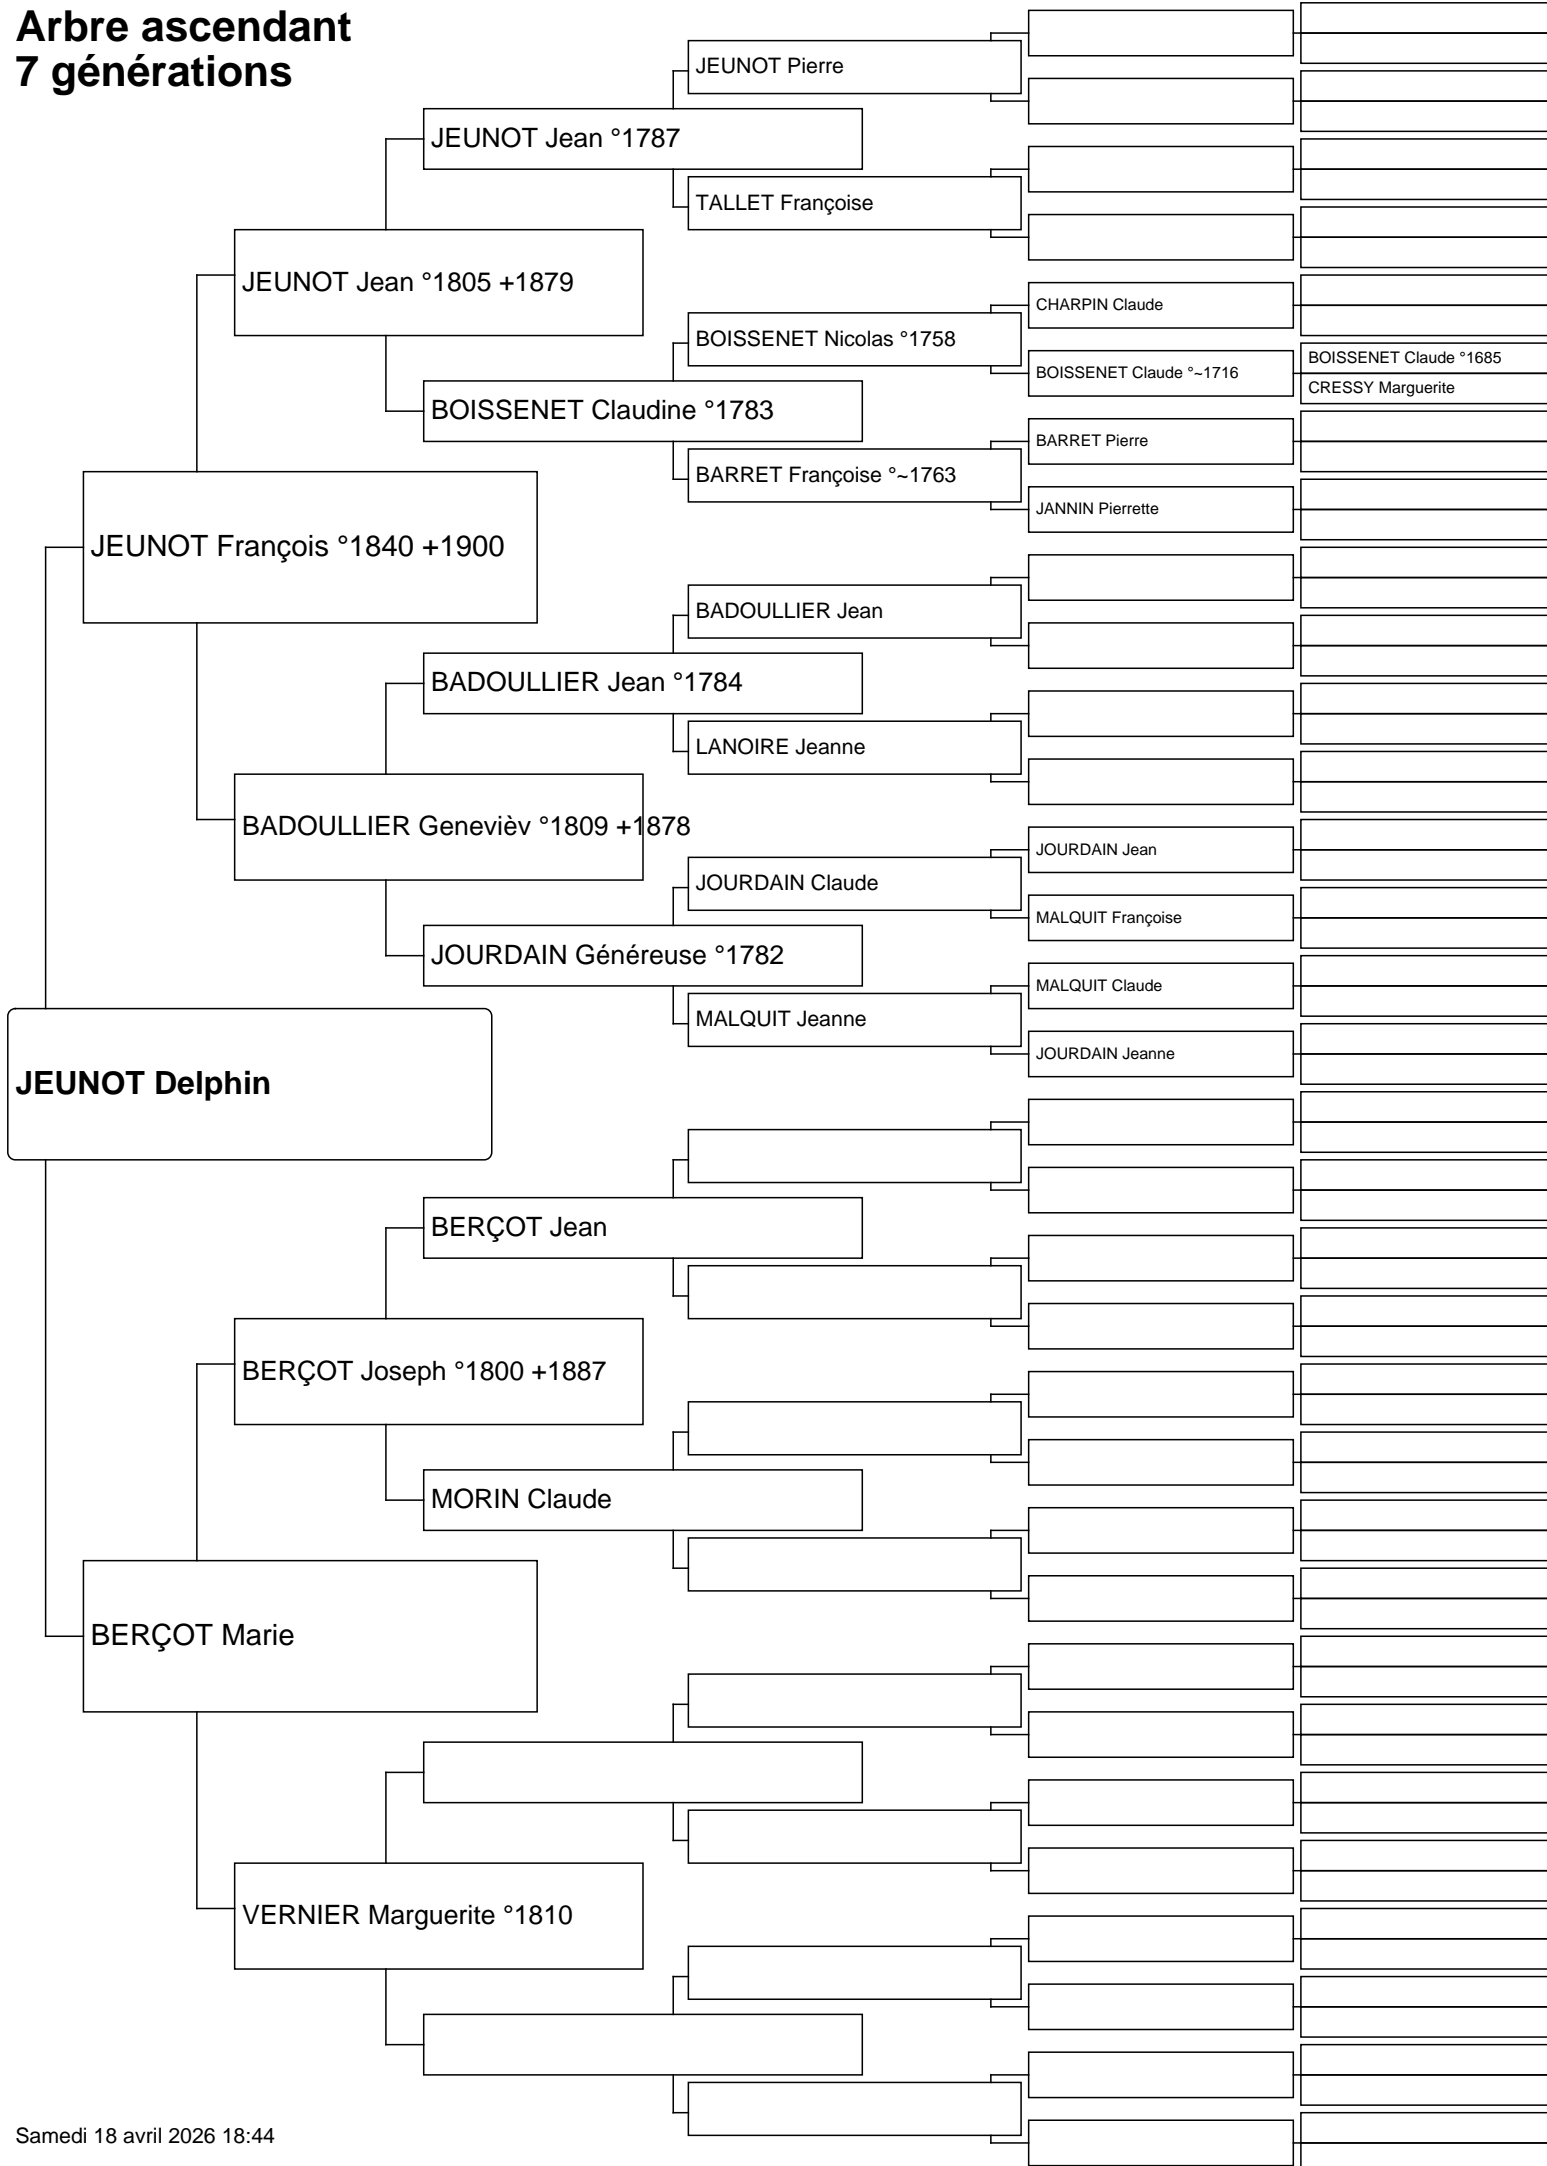 Arbre ascendant
7 générations
JEUNOT Pierre
JEUNOT Jean °1787
TALLET Françoise
JEUNOT Jean °1805 +1879
CHARPIN Claude
BOISSENET Nicolas °1758
BOISSENET Claude °~1716
BOISSENET Claude °1685
CRESSY Marguerite
BOISSENET Claudine °1783
BARRET Pierre
BARRET Françoise °~1763
JANNIN Pierrette
JEUNOT François °1840 +1900
BADOULLIER Jean
BADOULLIER Jean °1784
LANOIRE Jeanne
BADOULLIER Genevièv °1809 +1878
JOURDAIN Jean
JOURDAIN Claude
MALQUIT Françoise
JOURDAIN Généreuse °1782
MALQUIT Claude
MALQUIT Jeanne
JOURDAIN Jeanne
JEUNOT Delphin
BERÇOT Jean
BERÇOT Joseph °1800 +1887
MORIN Claude
BERÇOT Marie
VERNIER Marguerite °1810
Samedi 18 avril 2026 18:44